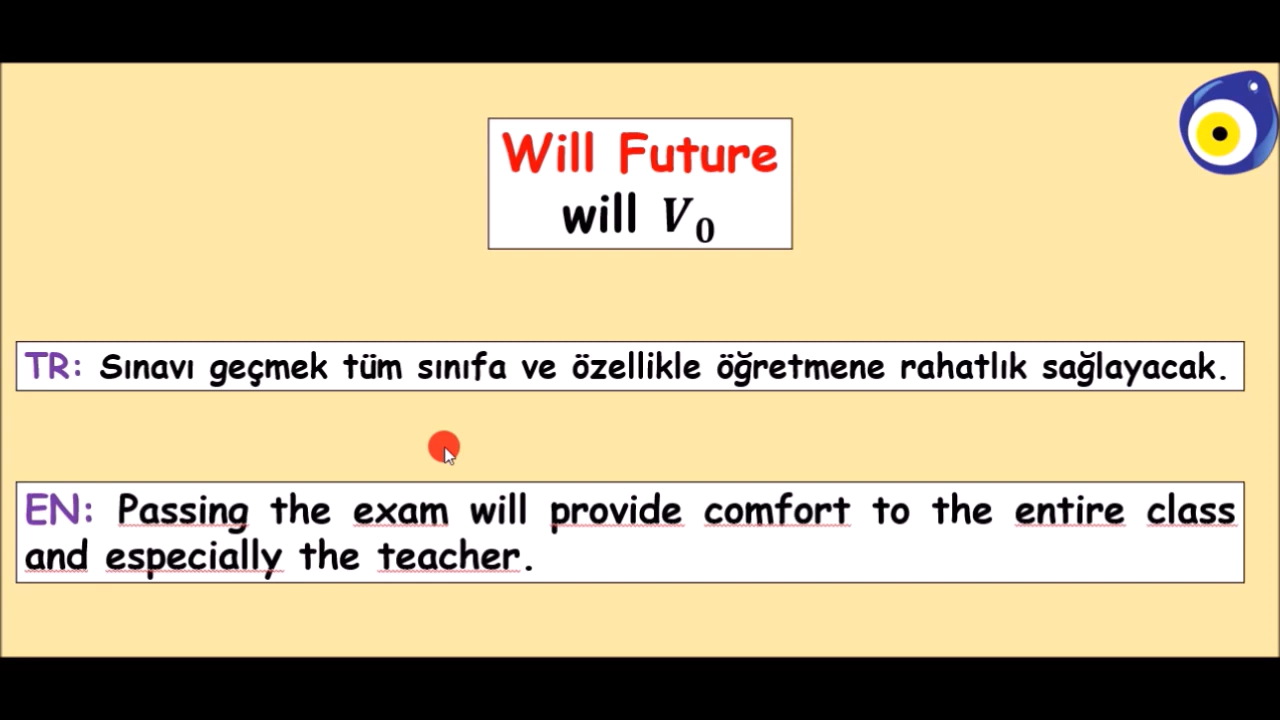 Will Future
will V₀
TR: Sınavı geçmek tüm sınıfa ve özellikle öğretmene rahatlık sağlayacak.
EN: Passing the exam will provide comfort to the entire class
and especially the teacher.